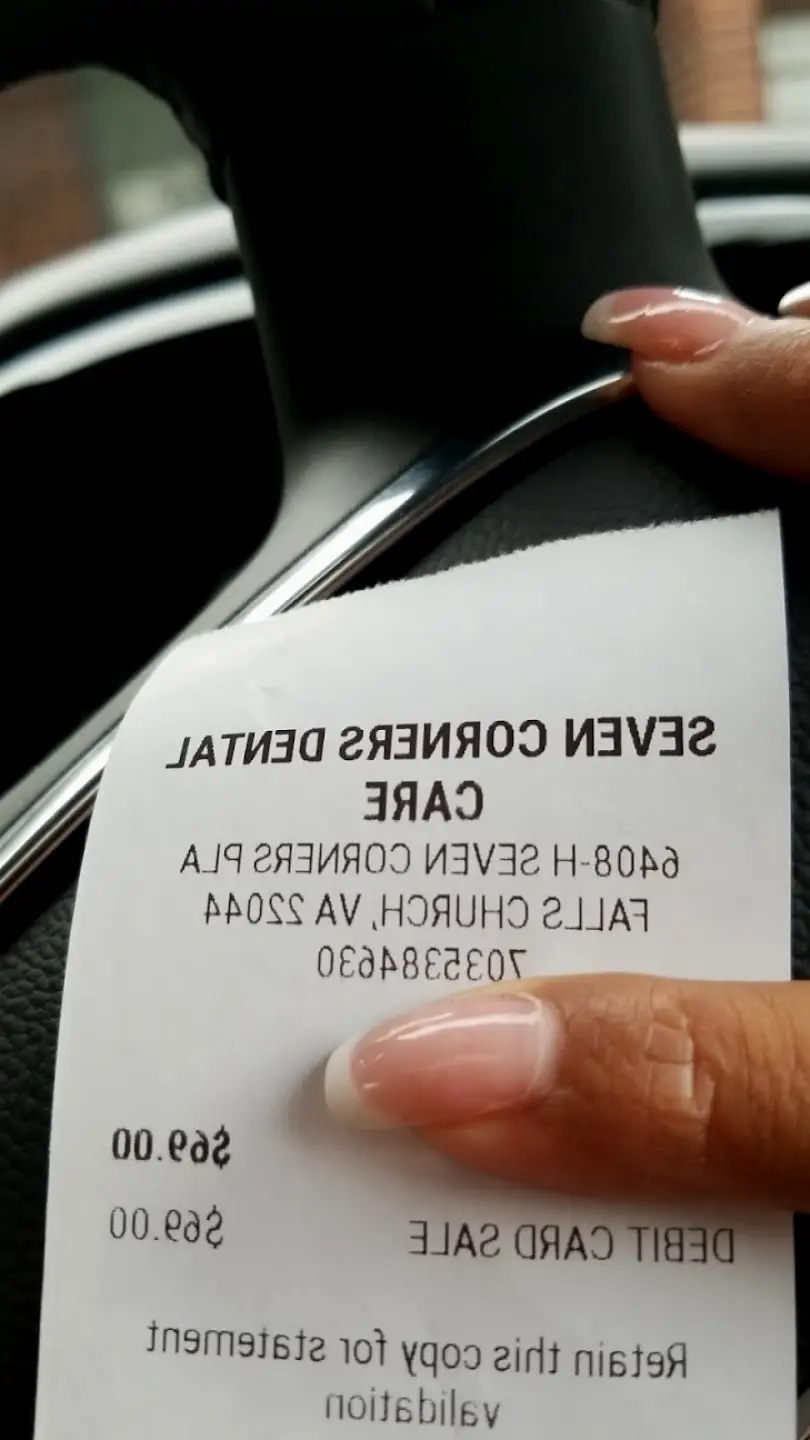 SEVEN CORNERS DENTAL
CARE
6408-H SEVEN CORNERS PLA
FALLS CHURCH, VA 22044
7035384630
$69.00
DEBIT CARD SALE $69.00
Retain this copy for statement
validation